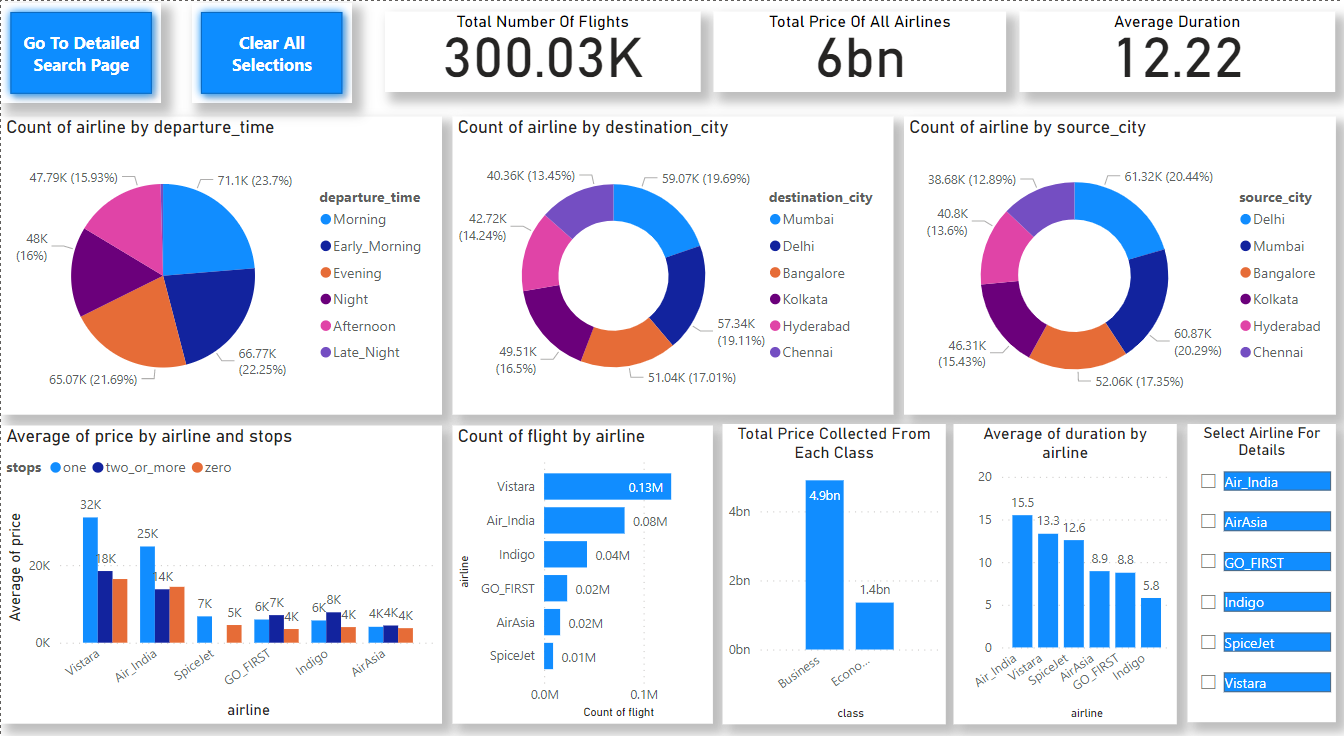 Go To Detailed
Search Page
Clear All
Selections
Total Number Of Flights
300.03K
Total Price Of All Airlines
6bn
Average Duration
12.22
Count of airline by departure_time
47.79K (15.93%)
71.1K (23.7%)
48K
(16%)
66.77K
(22.25%)
65.07K (21.69%)
departure_time
Morning
Early_Morning
Evening
Night
Afternoon
Late_Night
Count of airline by destination_city
40.36K (13.45%)
59.07K (19.69%)
42.72K
(14.24%)
57.34K
(19.11%)
49.51K
(16.5%)
51.04K (17.01%)
destination_city
Mumbai
Delhi
Bangalore
Kolkata
Hyderabad
Chennai
Count of airline by source_city
38.68K (12.89%)
61.32K (20.44%)
40.8K
(13.6%)
60.87K
(20.29%)
46.31K
(15.43%)
52.06K (17.35%)
source_city
Delhi
Mumbai
Bangalore
Kolkata
Hyderabad
Chennai
Average of price by airline and stops
stops one two_or_more zero
Average of price
20K
0K
32K
18K
25K
14K
7K
5K
6K
7K
4K
6K
8K
4K
4K
4K
4K
Vistara
Air_India
SpiceJet
GO_FIRST
Indigo
AirAsia
airline
Count of flight by airline
airline
Vistara 0.13M
Air_India 0.08M
Indigo 0.04M
GO_FIRST 0.02M
AirAsia 0.02M
SpiceJet 0.01M
0.0M 0.1M
Count of flight
Total Price Collected From
Each Class
4bn
2bn
0bn
4.9bn
1.4bn
Business
Econo...
class
Average of duration by
airline
20
15
10
5
0
15.5
13.3
12.6
8.9
8.8
5.8
Air_India
Vistara
SpiceJet
AirAsia
GO_FIRST
Indigo
airline
Select Airline For
Details
Air_India
AirAsia
GO_FIRST
Indigo
SpiceJet
Vistara